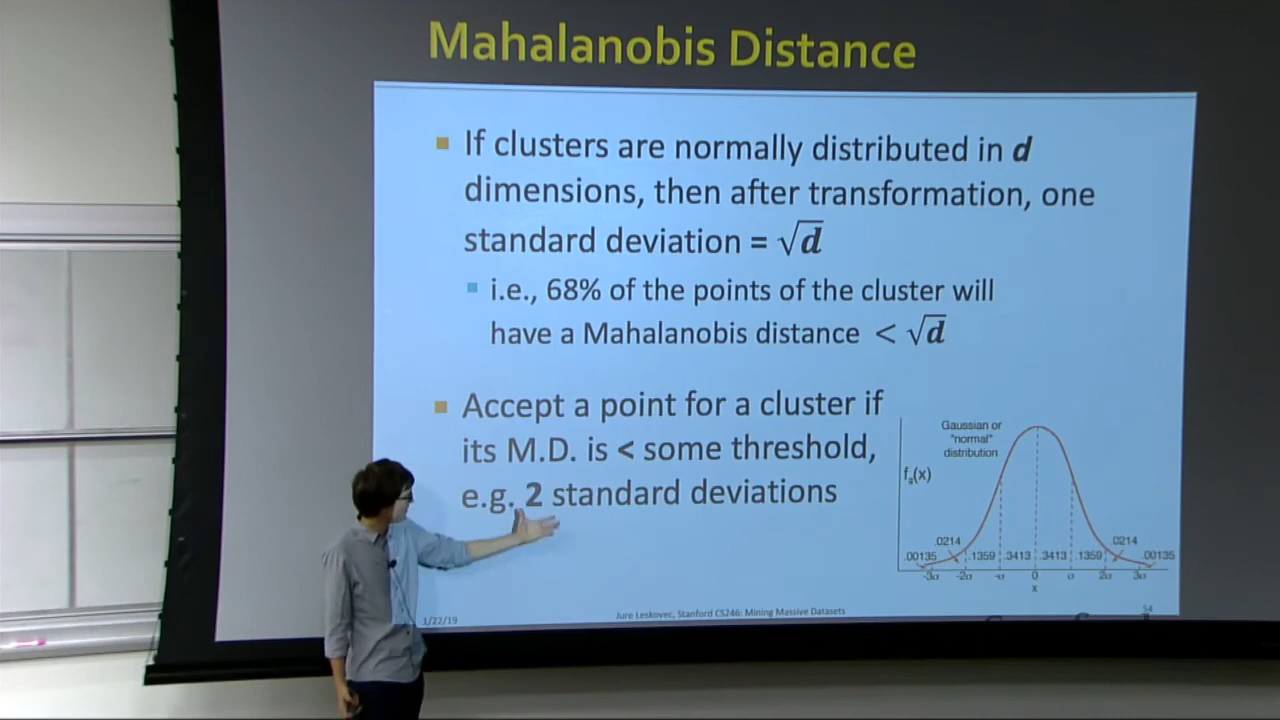 Mahalanobis Distance
If clusters are normally distributed in d
dimensions, then after transformation, one
standard deviation = √d
i.e., 68% of the points of the cluster will
have a Mahalanobis distance < √d
Accept a point for a cluster if
its M.D. is < some threshold,
e.g. 2 standard deviations
Gaussian or
"normal"
distribution
.0214
.0214
.00135
.1359
.3413
.3413
.1359
.00135
-3σ
-2σ
-σ
0
σ
2σ
3σ
x
1/22/19
Jure Leskovec, Stanford CS246: Mining Massive Datasets
54